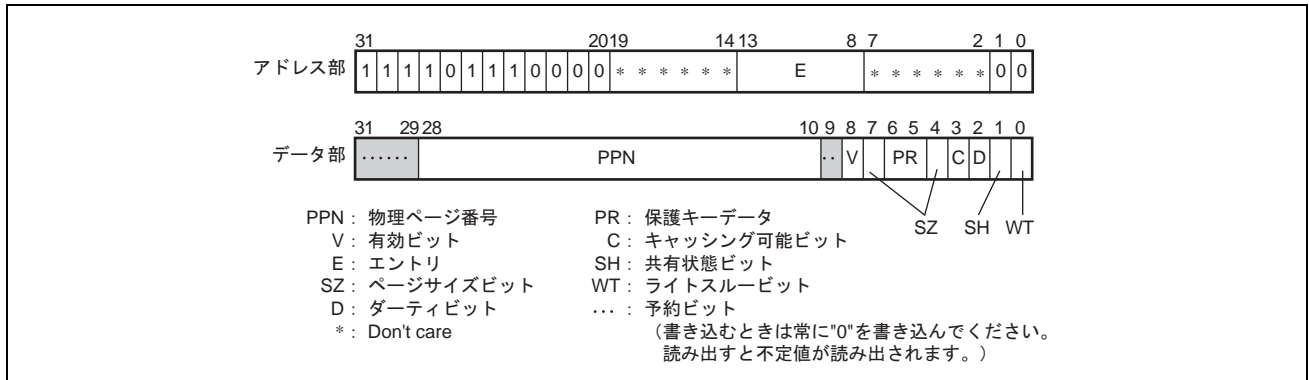 31 2019 14 13 8 7 2 1 0
アドレス部 1 1 1 1 0 1 1 1 0 0 0 0 * * * * * * E * * * * * * 0 0
31 29 28 10 9 8 7 6 5 4 3 2 1 0
データ部 ······ PPN ·· V PR C D
SZ SH WT
PPN : 物理ページ番号 PR : 保護キーデータ
V : 有効ビット C : キャッシング可能ビット
E : エントリ SH : 共有状態ビット
SZ : ページサイズビット WT : ライトスルービット
D : ダーティビット ··· : 予約ビット
* : Don't care (書き込むときは常に"0"を書き込んでください。
読み出すと不定値が読み出されます。)